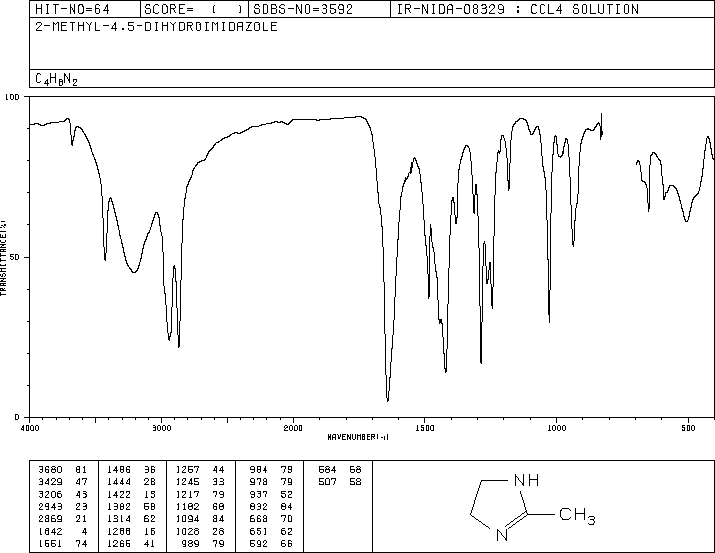 HIT-NO=64 SCORE= ( ) SDBS-NO=3592 IR-NIDA-08329 : CCL4 SOLUTION
2-METHYL-4.5-DIHYDROIMIDAZOLE
C4H8N2
100
50
0
TRANSMITTANCE(%)
4000 3000 2000 1500 1000 500
WAVENUMBER(-1)
3680 81 1486 36 1257 44 984 79 584 68
3429 47 1444 28 1245 33 978 79 507 58
3206 43 1422 13 1217 79 937 52
2943 23 1382 58 1182 68 832 84
2869 21 1314 62 1094 84 668 70
1642 4 1288 16 1028 28 651 62
1551 74 1266 41 989 79 592 66
NH
CH3
N